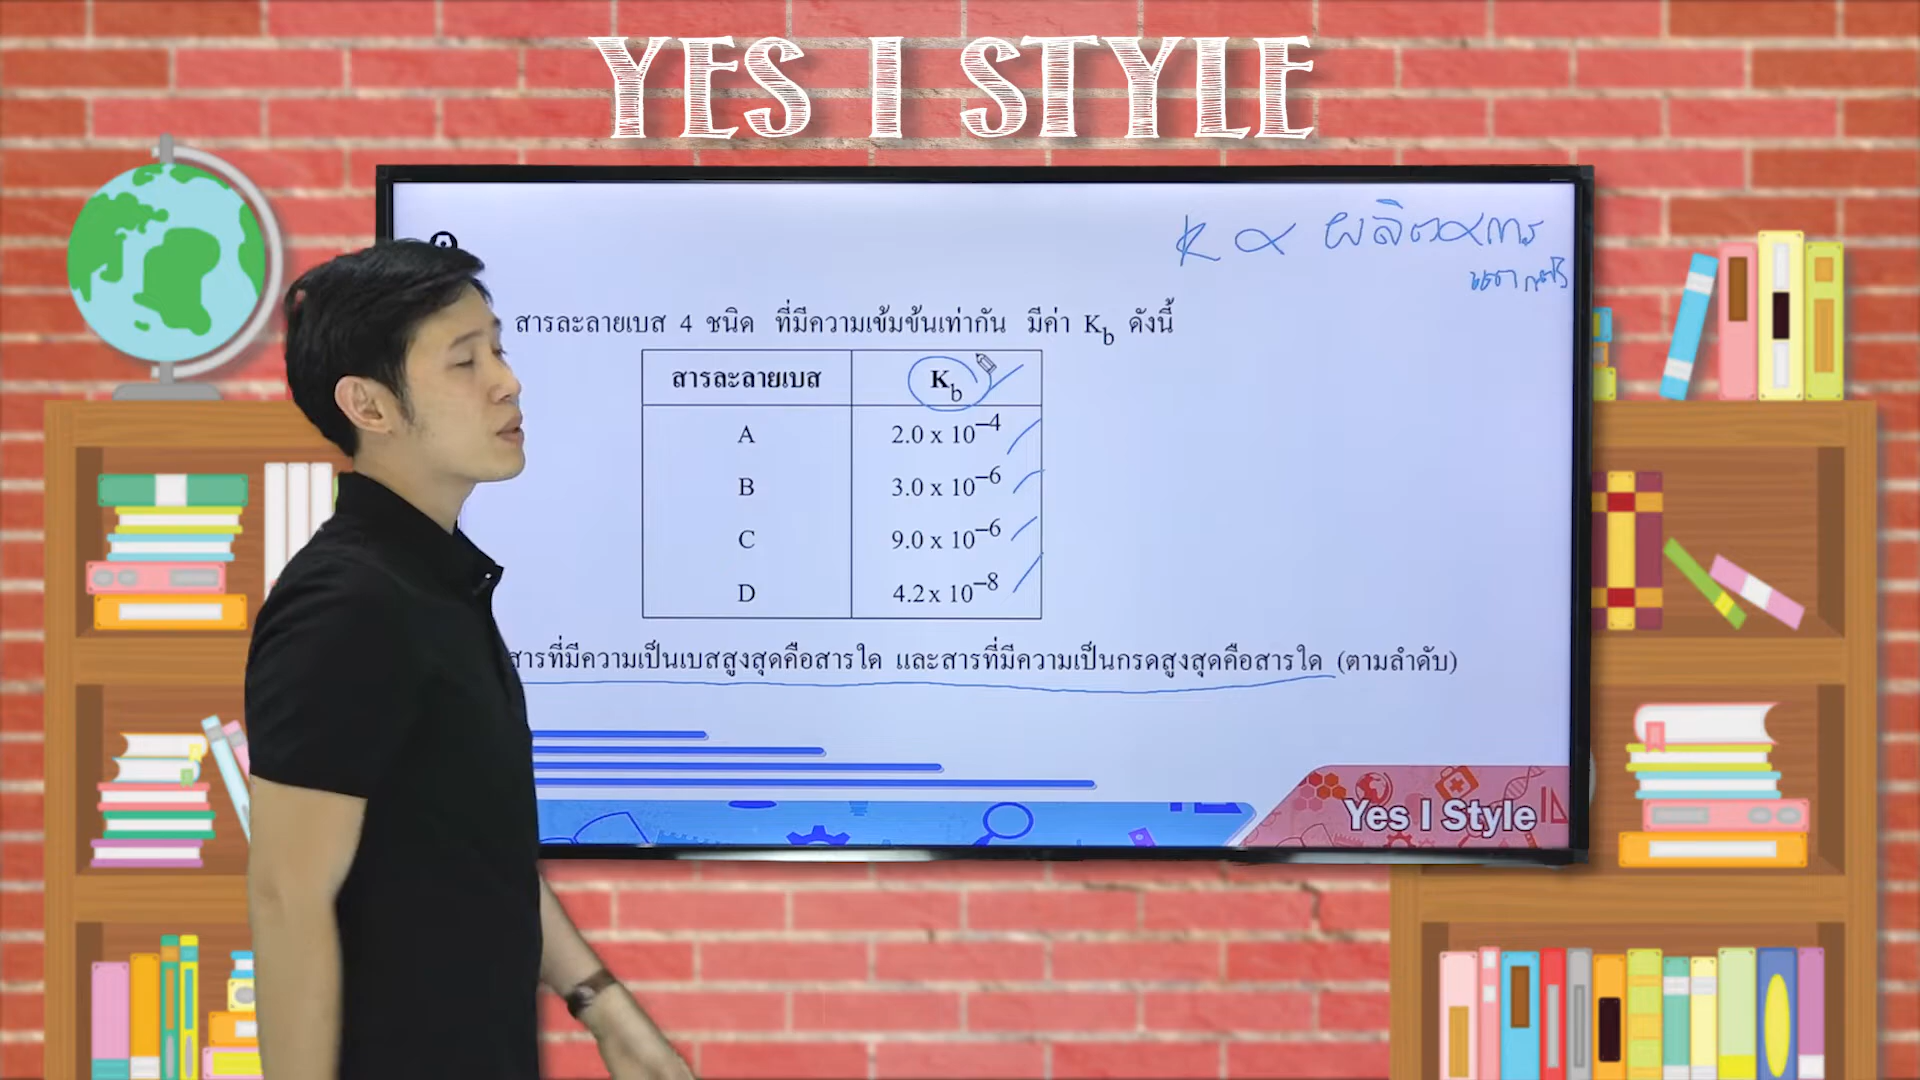 YES I STYLE
K ∝ ผลิตภัณฑ์
สารละลายเบส 4 ชนิด ที่มีความเข้มข้นเท่ากัน มีค่า Kb ดังนี้
สารละลายเบส Kb
A 2.0 x 10⁻⁴
B 3.0 x 10⁻⁶
C 9.0 x 10⁻⁶
D 4.2 x 10⁻⁸
สารที่มีความเป็นเบสสูงสุดคือสารใด และสารที่มีความเป็นกรดสูงสุดคือสารใด (ตามลำดับ)
Yes I Style